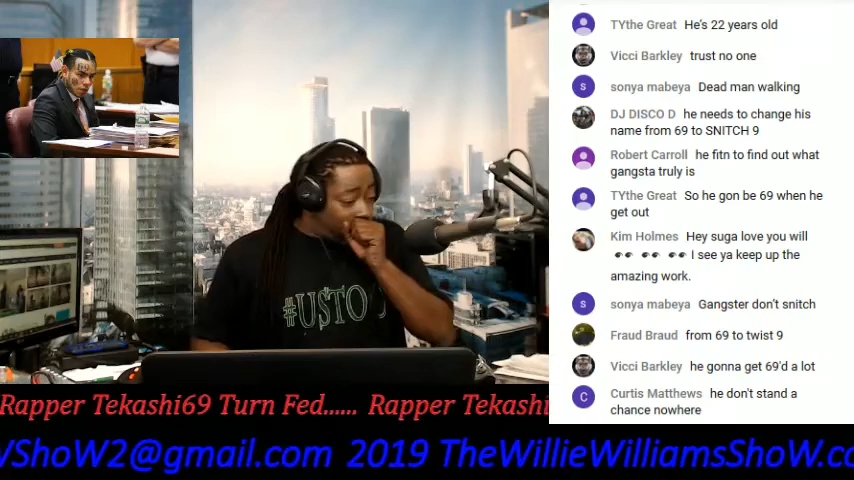 TYthe Great He's 22 years old
Vicci Barkley trust no one
sonya mabeya Dead man walking
DJ DISCO D he needs to change his
name from 69 to SNITCH 9
Robert Carroll he fitn to find out what
gangsta truly is
TYthe Great So he gon be 69 when he
get out
Kim Holmes Hey suga love you will
👀 👀 👀 I see ya keep up the
amazing work.
sonya mabeya Gangster don't snitch
Fraud Braud from 69 to twist 9
Vicci Barkley he gonna get 69'd a lot
Curtis Matthews he don't stand a
chance nowhere
#U$TO
Rapper Tekashi69 Turn Fed...... Rapper Tekashi
ShoW2@gmail.com 2019 TheWillieWilliamsShoW.co